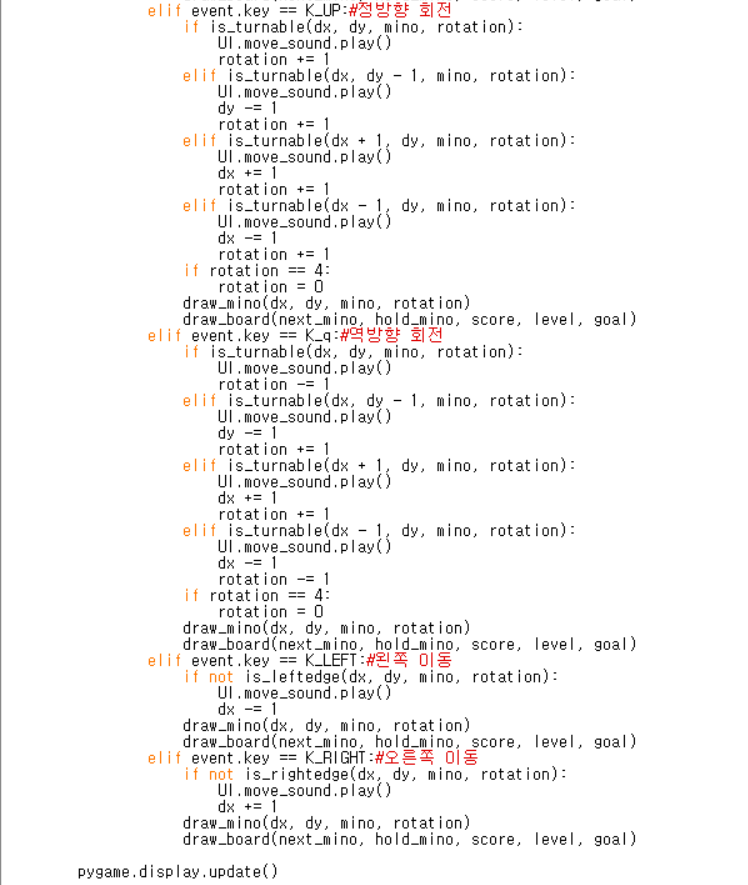 elif event.key == K_UP:#정방향 회전
if is_turnable(dx, dy, mino, rotation):
UI.move_sound.play()
rotation += 1
elif is_turnable(dx, dy - 1, mino, rotation):
UI.move_sound.play()
dy -= 1
rotation += 1
elif is_turnable(dx + 1, dy, mino, rotation):
UI.move_sound.play()
dx += 1
rotation += 1
elif is_turnable(dx - 1, dy, mino, rotation):
UI.move_sound.play()
dx -= 1
rotation += 1
if rotation == 4:
rotation = 0
draw_mino(dx, dy, mino, rotation)
draw_board(next_mino, hold_mino, score, level, goal)
elif event.key == K_q:#역방향 회전
if is_turnable(dx, dy, mino, rotation):
UI.move_sound.play()
rotation -= 1
elif is_turnable(dx, dy - 1, mino, rotation):
UI.move_sound.play()
dy -= 1
rotation += 1
elif is_turnable(dx + 1, dy, mino, rotation):
UI.move_sound.play()
dx += 1
rotation += 1
elif is_turnable(dx - 1, dy, mino, rotation):
UI.move_sound.play()
dx -= 1
rotation -= 1
if rotation == 4:
rotation = 0
draw_mino(dx, dy, mino, rotation)
draw_board(next_mino, hold_mino, score, level, goal)
elif event.key == K_LEFT:#왼쪽 이동
if not is_leftedge(dx, dy, mino, rotation):
UI.move_sound.play()
dx -= 1
draw_mino(dx, dy, mino, rotation)
draw_board(next_mino, hold_mino, score, level, goal)
elif event.key == K_RIGHT:#오른쪽 이동
if not is_rightedge(dx, dy, mino, rotation):
UI.move_sound.play()
dx += 1
draw_mino(dx, dy, mino, rotation)
draw_board(next_mino, hold_mino, score, level, goal)
pygame.display.update()